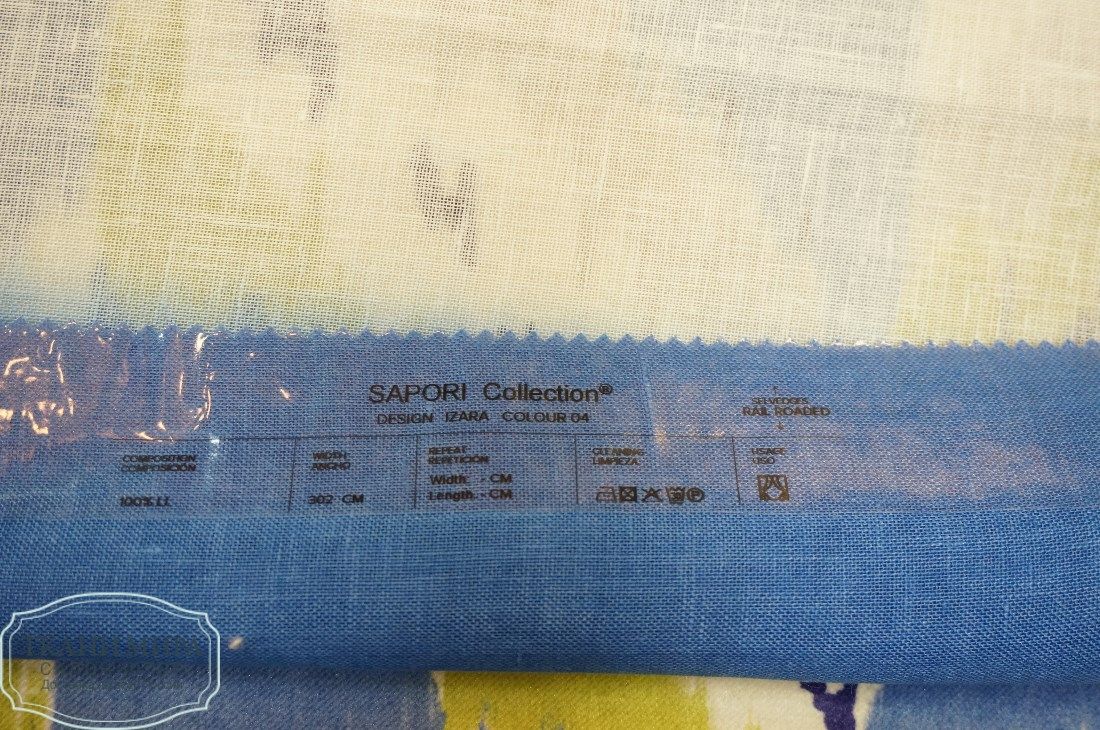 SAPORI Collection®
DESIGN IZARA COLOUR 04
SELVEDGES
RAIL ROADED
COMPOSITION
COMPOSICIÓN
100% LI
WIDTH
ANCHO
302 CM
REPEAT
REPETICIÓN
Width: - CM
Length: - CM
CLEANING
LIMPIEZA
USAGE
USO